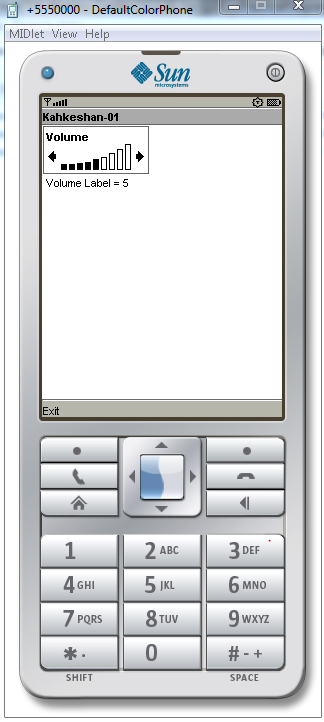 +5550000 - DefaultColorPhone
MIDlet View Help
Sun
microsystems
Kahkeshan-01
Volume
Volume Label = 5
Exit
1 2 ABC 3 DEF
4 GHI 5 JKL 6 MNO
7 PQRS 8 TUV 9 WXYZ
* . 0 # - +
SHIFT SPACE